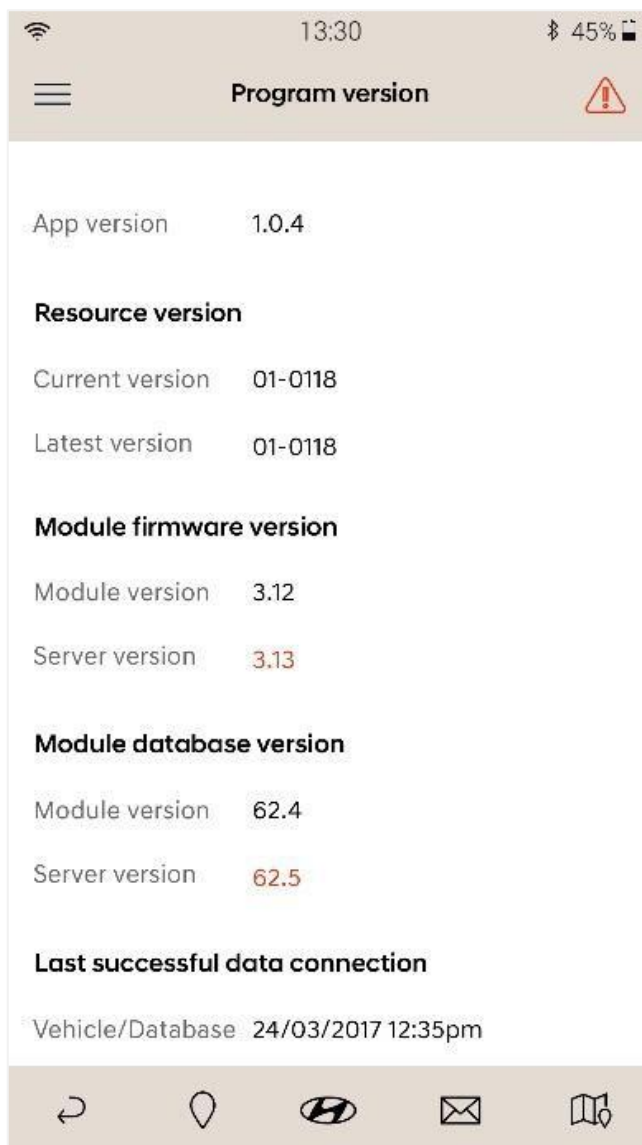 13:30 45%
Program version
App version 1.0.4
Resource version
Current version 01-0118
Latest version 01-0118
Module firmware version
Module version 3.12
Server version 3.13
Module database version
Module version 62.4
Server version 62.5
Last successful data connection
Vehicle/Database 24/03/2017 12:35pm